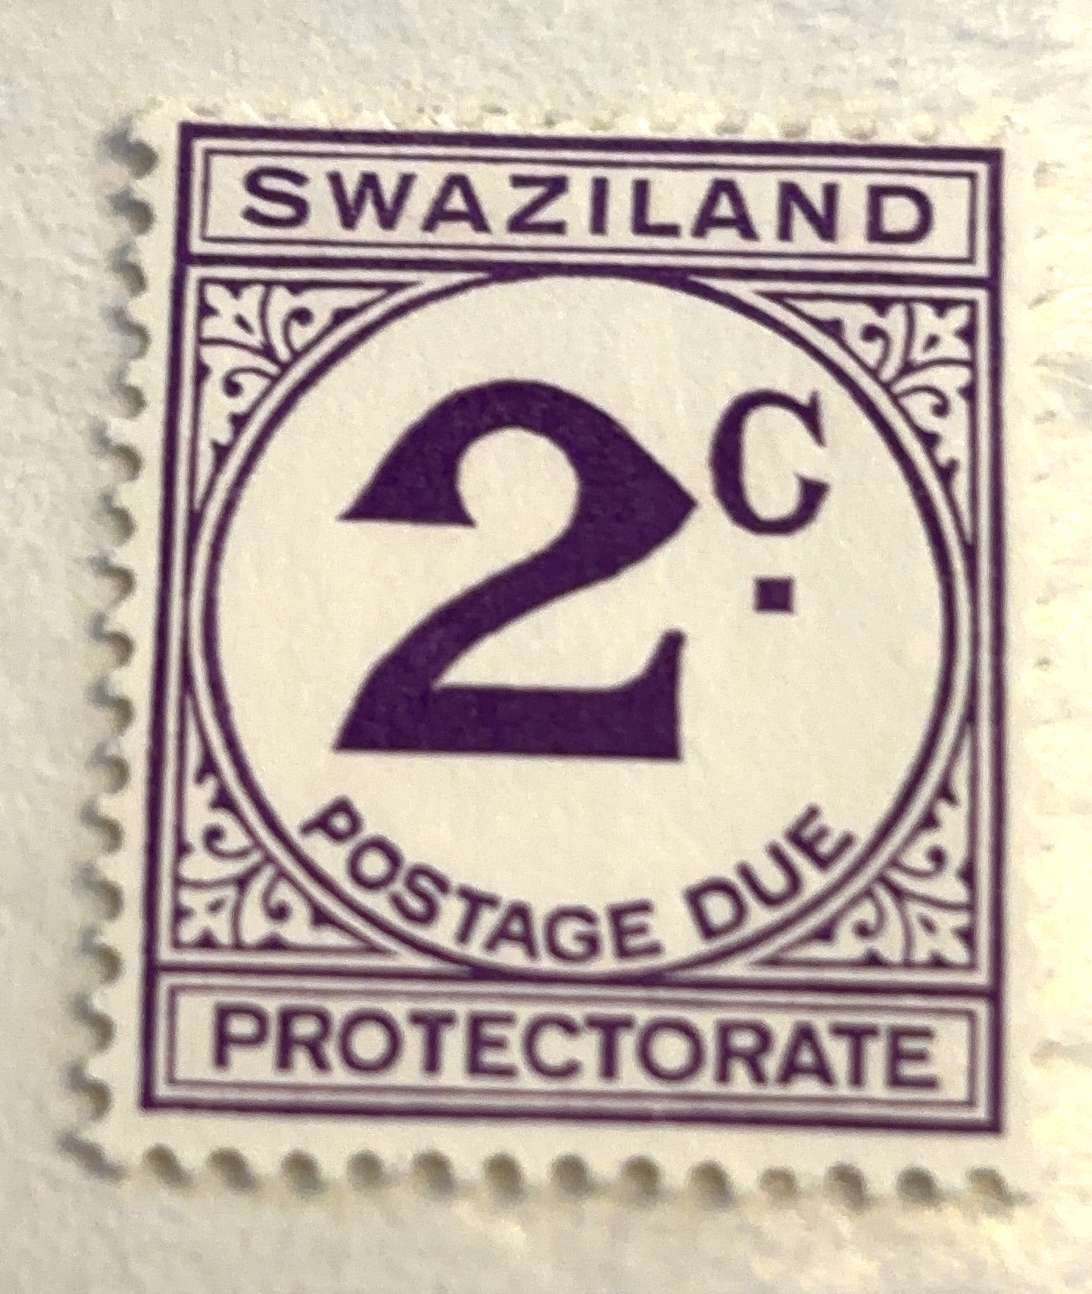 SWAZILAND
2c.
POSTAGE DUE
PROTECTORATE